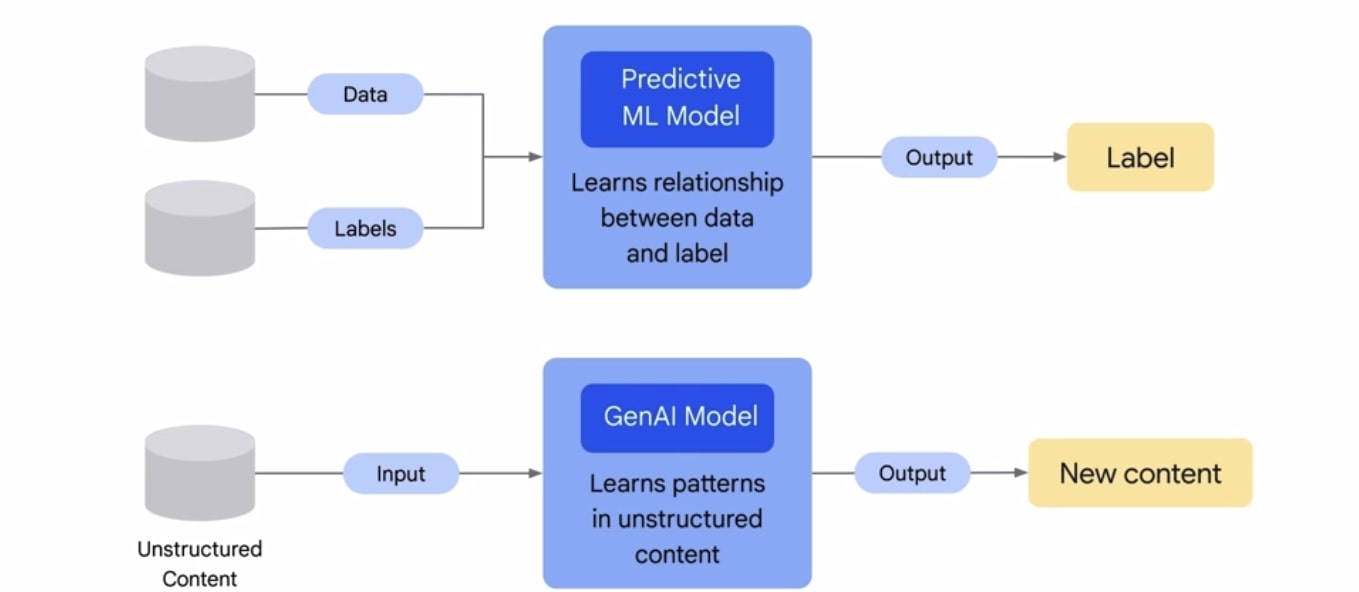 Data
Labels
Predictive
ML Model
Learns relationship
between data
and label
Output
Label
Unstructured
Content
Input
GenAI Model
Learns patterns
in unstructured
content
Output
New content